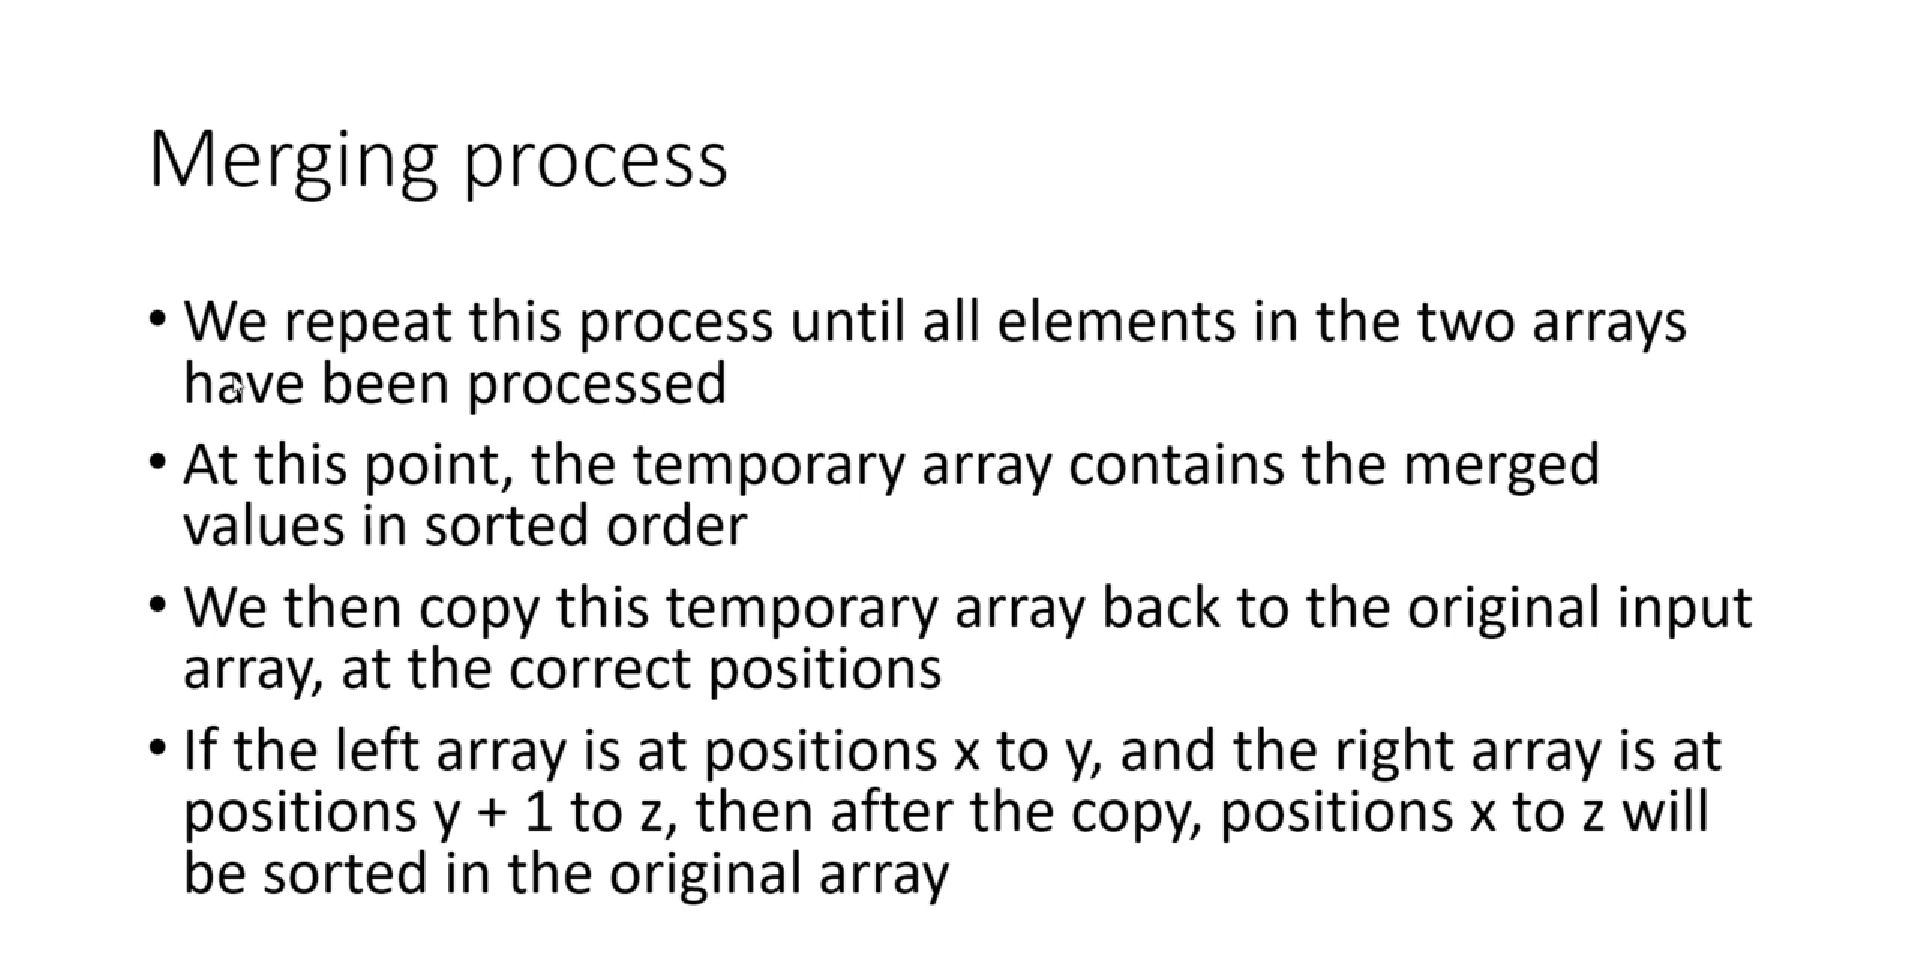 Merging process
• We repeat this process until all elements in the two arrays
have been processed
• At this point, the temporary array contains the merged
values in sorted order
• We then copy this temporary array back to the original input
array, at the correct positions
• If the left array is at positions x to y, and the right array is at
positions y + 1 to z, then after the copy, positions x to z will
be sorted in the original array